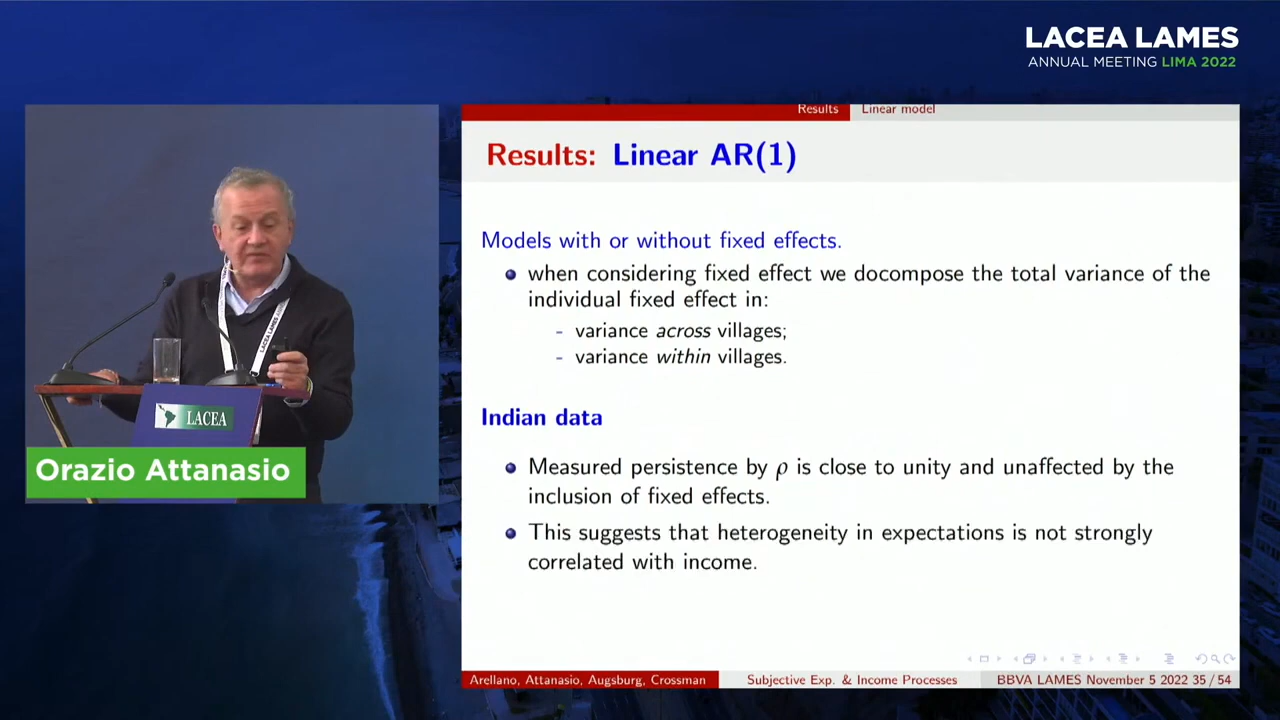 LACEA LAMES
ANNUAL MEETING LIMA 2022
Results Linear model
Results: Linear AR(1)
Models with or without fixed effects.
when considering fixed effect we docompose the total variance of the
individual fixed effect in:
- variance across villages;
- variance within villages.
Indian data
Measured persistence by ρ is close to unity and unaffected by the
inclusion of fixed effects.
This suggests that heterogeneity in expectations is not strongly
correlated with income.
Arellano, Attanasio, Augsburg, Crossman Subjective Exp. & Income Processes BBVA LAMES November 5 2022 35 / 54
LACEA LAMES
LACEA
Orazio Attanasio